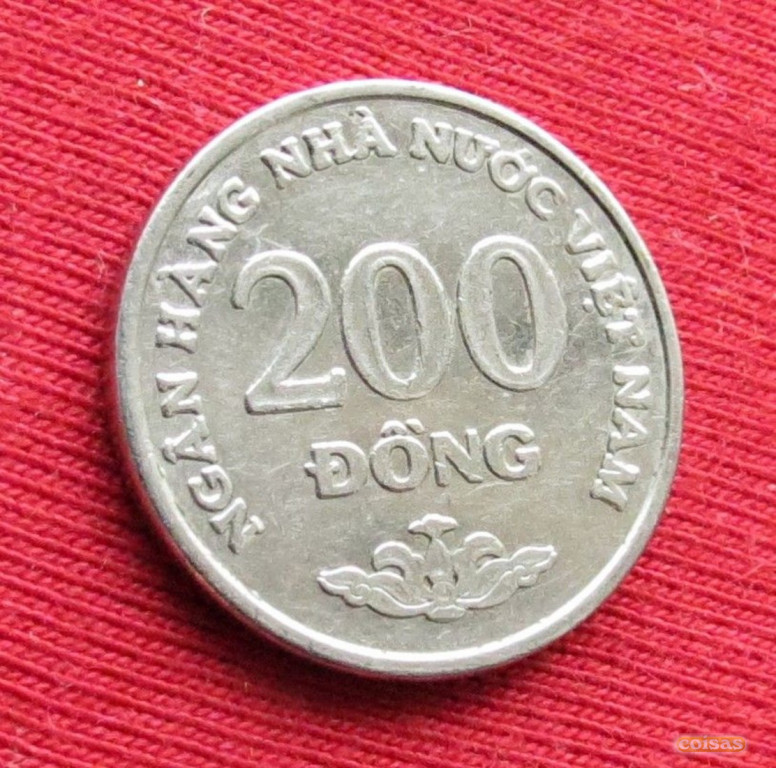 NGÂN HÀNG NHÀ NƯỚC VIỆT NAM
200
ĐỒNG
coisas